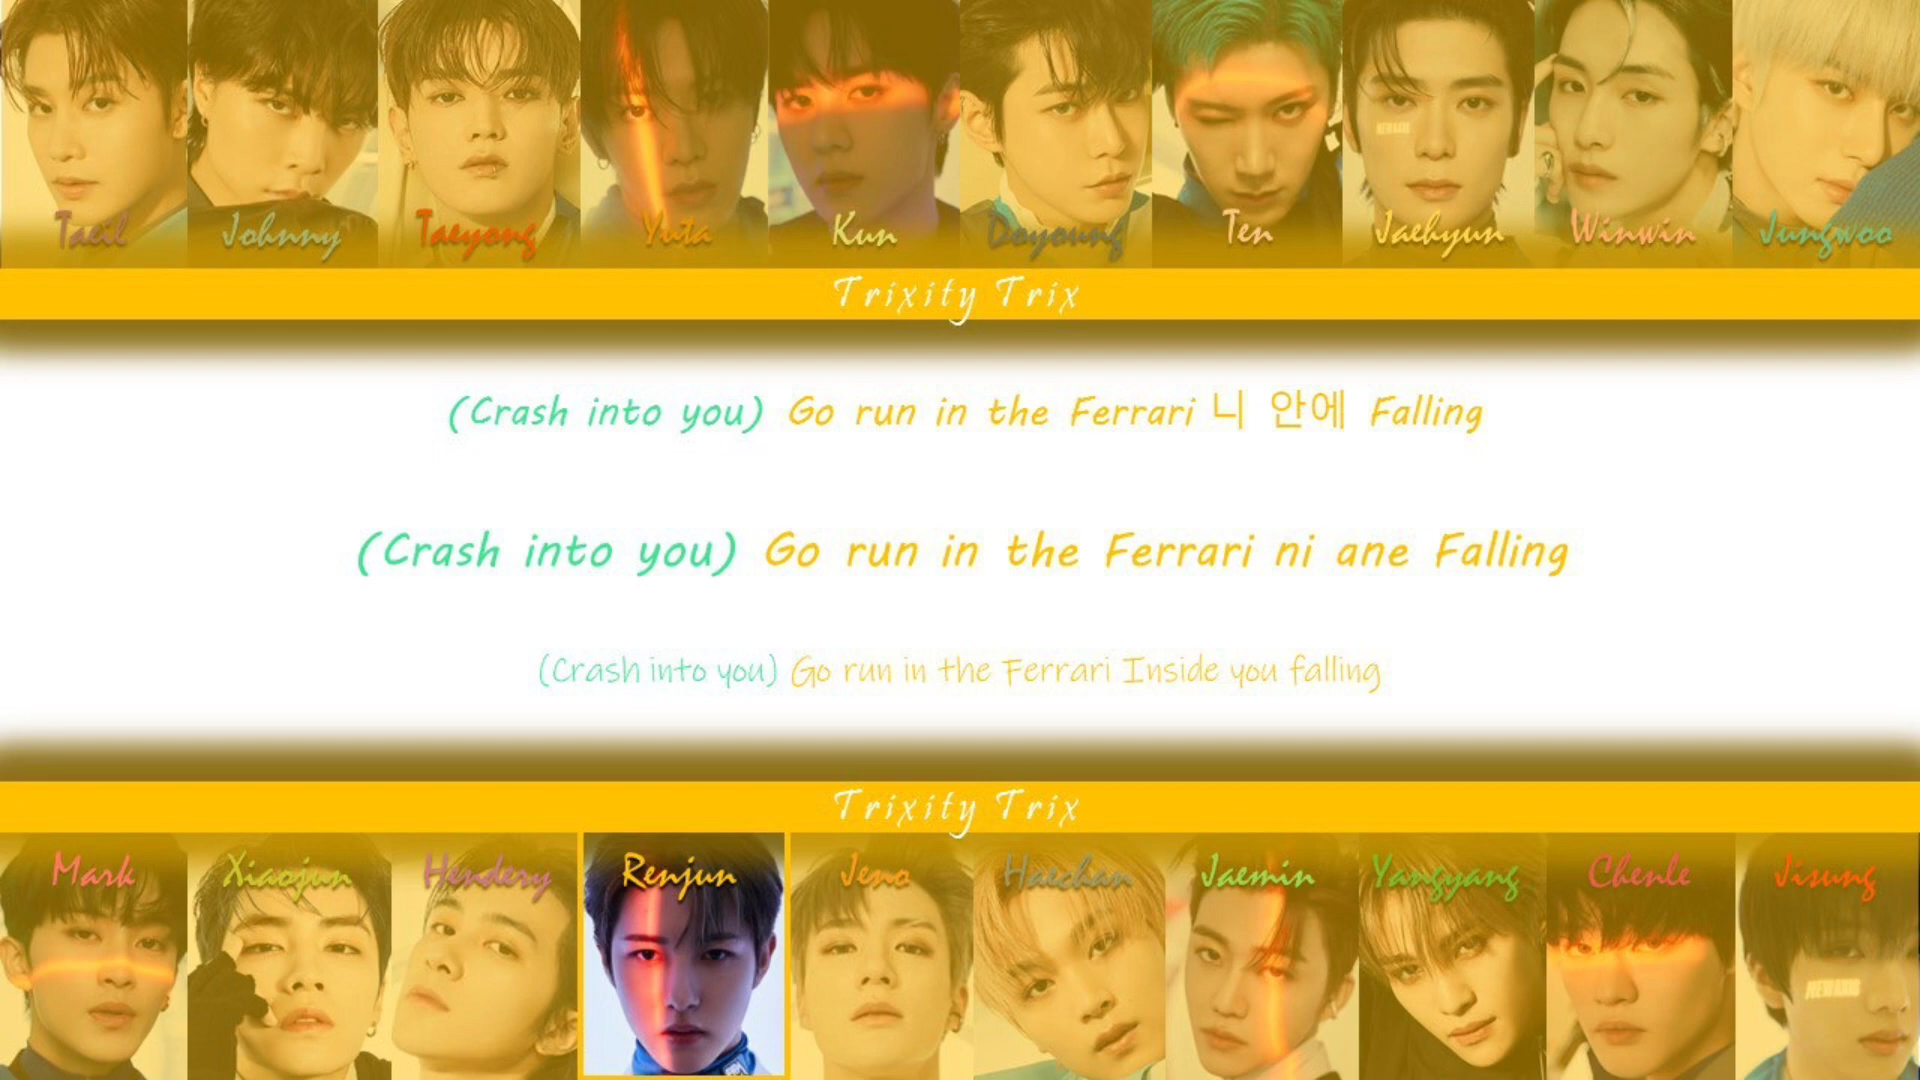 Taeil Johnny Taeyong Yuta Kun Doyoung Ten Jaehyun Winwin Jungwoo
Trixity Trix
(Crash into you) Go run in the Ferrari 니 안에 Falling
(Crash into you) Go run in the Ferrari ni ane Falling
(Crash into you) Go run in the Ferrari Inside you falling
Trixity Trix
Mark Xiaojun Hendery Renjun Jeno Haechan Jaemin Yangyang Chenle Jisung